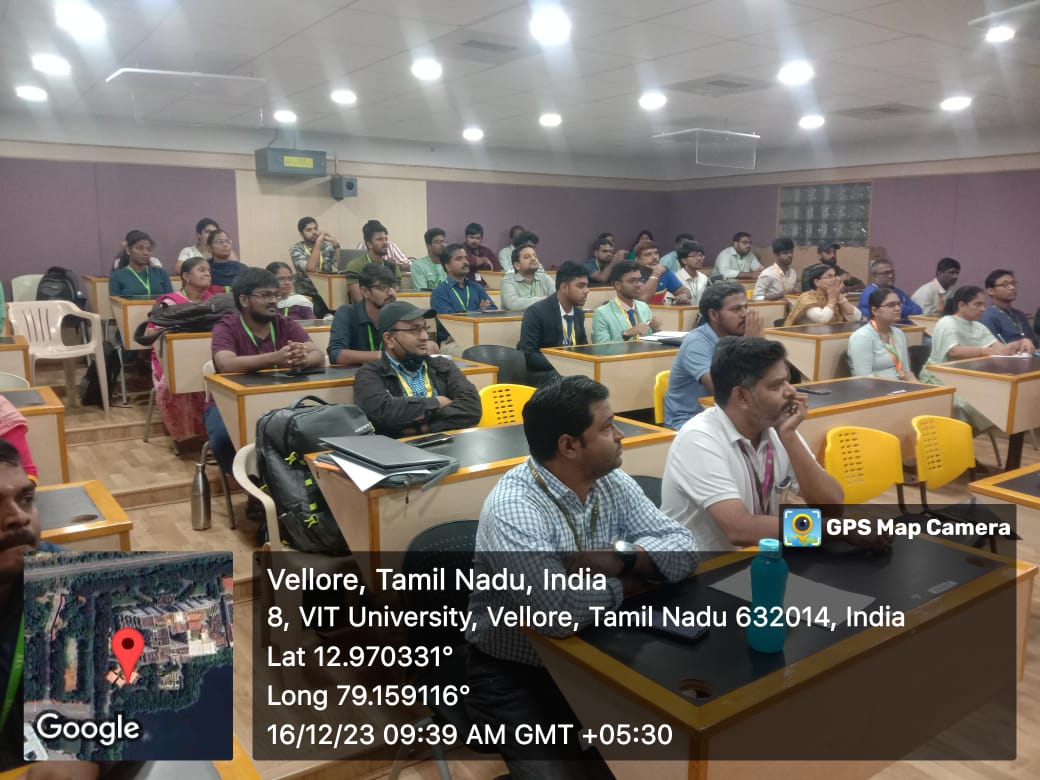 GPS Map Camera
Vellore, Tamil Nadu, India
8, VIT University, Vellore, Tamil Nadu 632014, India
Lat 12.970331°
Long 79.159116°
16/12/23 09:39 AM GMT +05:30
Google